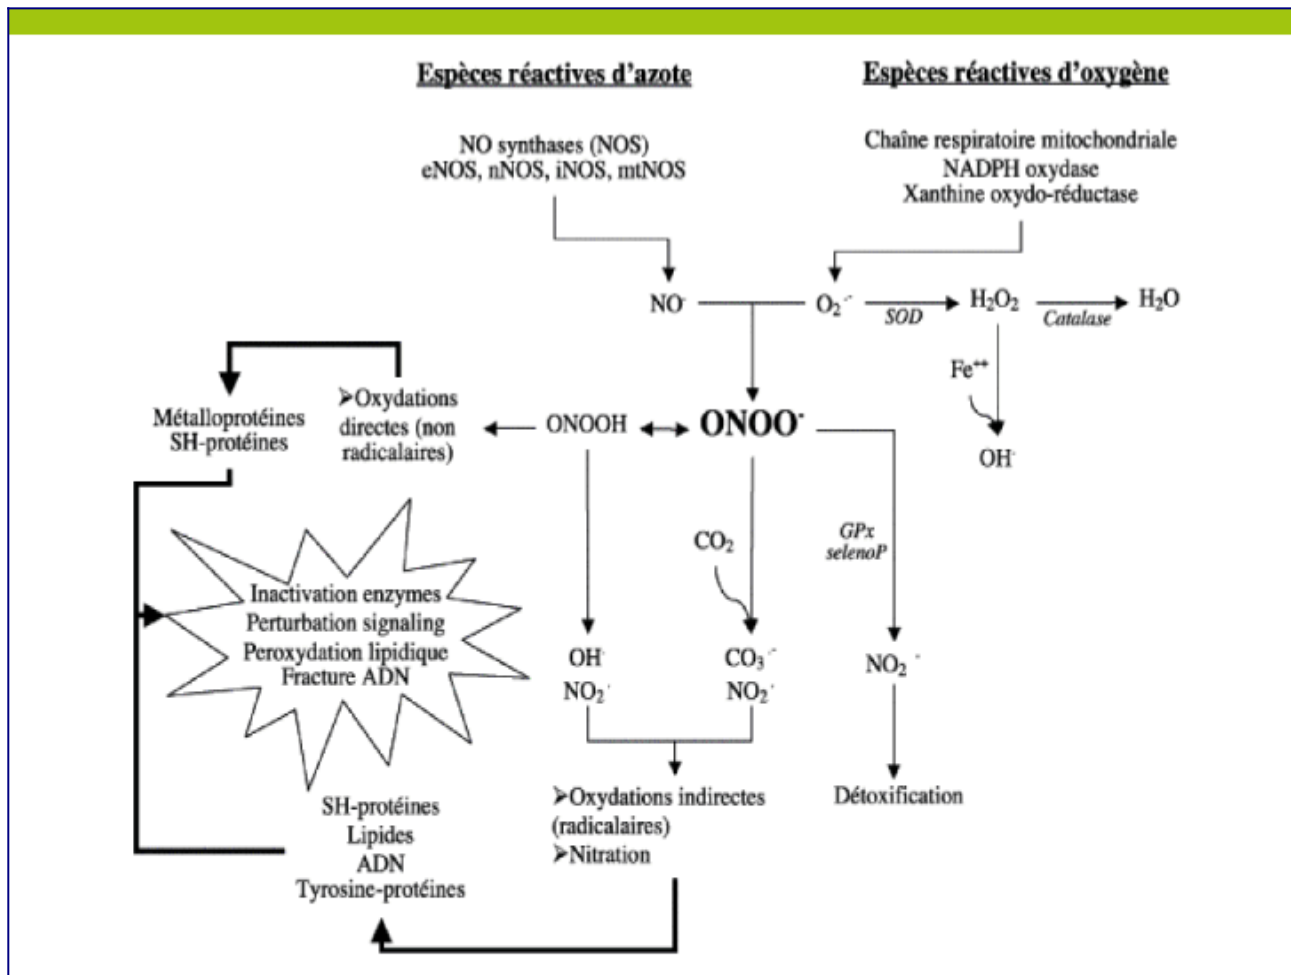 Espèces réactives d'azote
Espèces réactives d'oxygène
NO synthases (NOS)
eNOS, nNOS, iNOS, mtNOS
Chaîne respiratoire mitochondriale
NADPH oxydase
Xanthine oxydo-réductase
NO·
O₂·⁻
SOD
H₂O₂
Catalase
H₂O
Fe⁺⁺
OH·
Métalloprotéines
SH-protéines
➤Oxydations
directes (non
radicalaires)
ONOOH
ONOO⁻
CO₂
GPx
selenoP
Inactivation enzymes
Perturbation signaling
Peroxydation lipidique
Fracture ADN
OH·
NO₂·
CO₃·⁻
NO₂·
NO₂⁻
SH-protéines
Lipides
ADN
Tyrosine-protéines
➤Oxydations indirectes
(radicalaires)
➤Nitration
Détoxification